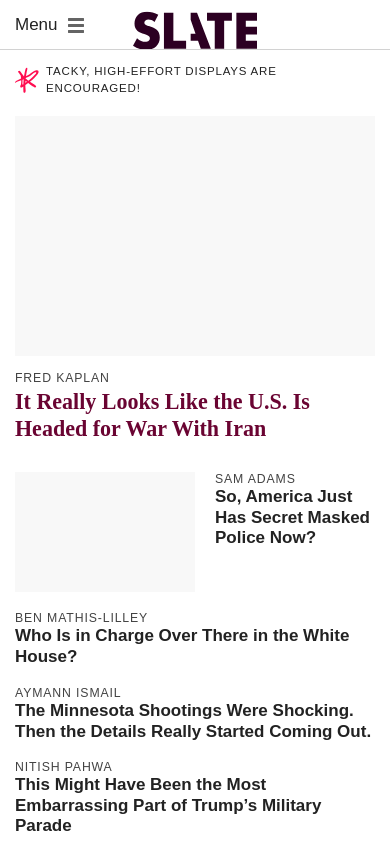 Menu
SLATE
TACKY, HIGH-EFFORT DISPLAYS ARE
ENCOURAGED!
FRED KAPLAN
It Really Looks Like the U.S. Is
Headed for War With Iran
SAM ADAMS
So, America Just
Has Secret Masked
Police Now?
BEN MATHIS-LILLEY
Who Is in Charge Over There in the White
House?
AYMANN ISMAIL
The Minnesota Shootings Were Shocking.
Then the Details Really Started Coming Out.
NITISH PAHWA
This Might Have Been the Most
Embarrassing Part of Trump’s Military
Parade